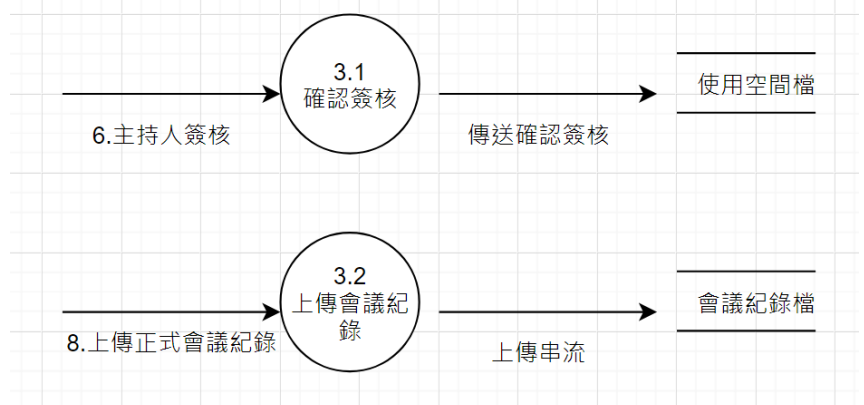 3.1
確認簽核
使用空間檔
6.主持人簽核
傳送確認簽核
3.2
上傳會議紀
錄
會議紀錄檔
8.上傳正式會議紀錄
上傳串流